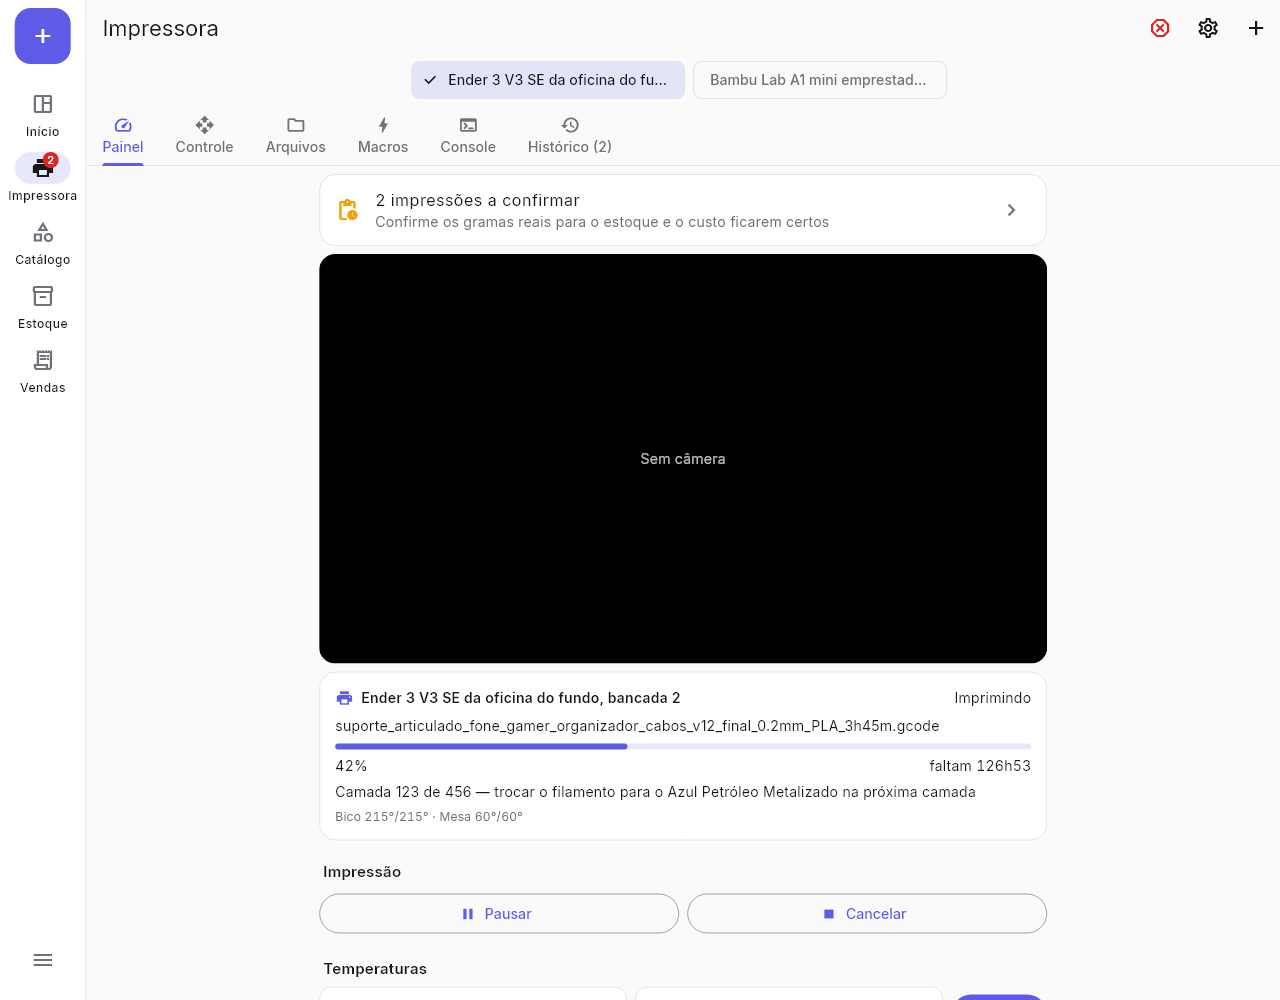 Impressora
Ender 3 V3 SE da oficina do fu...
Bambu Lab A1 mini emprestad...
Início
2
Impressora
Catálogo
Estoque
Vendas
Painel
Controle
Arquivos
Macros
Console
Histórico (2)
2 impressões a confirmar
Confirme os gramas reais para o estoque e o custo ficarem certos
Sem câmera
Ender 3 V3 SE da oficina do fundo, bancada 2
Imprimindo
suporte_articulado_fone_gamer_organizador_cabos_v12_final_0.2mm_PLA_3h45m.gcode
42%
faltam 126h53
Camada 123 de 456 — trocar o filamento para o Azul Petróleo Metalizado na próxima camada
Bico 215°/215° · Mesa 60°/60°
Impressão
Pausar
Cancelar
Temperaturas